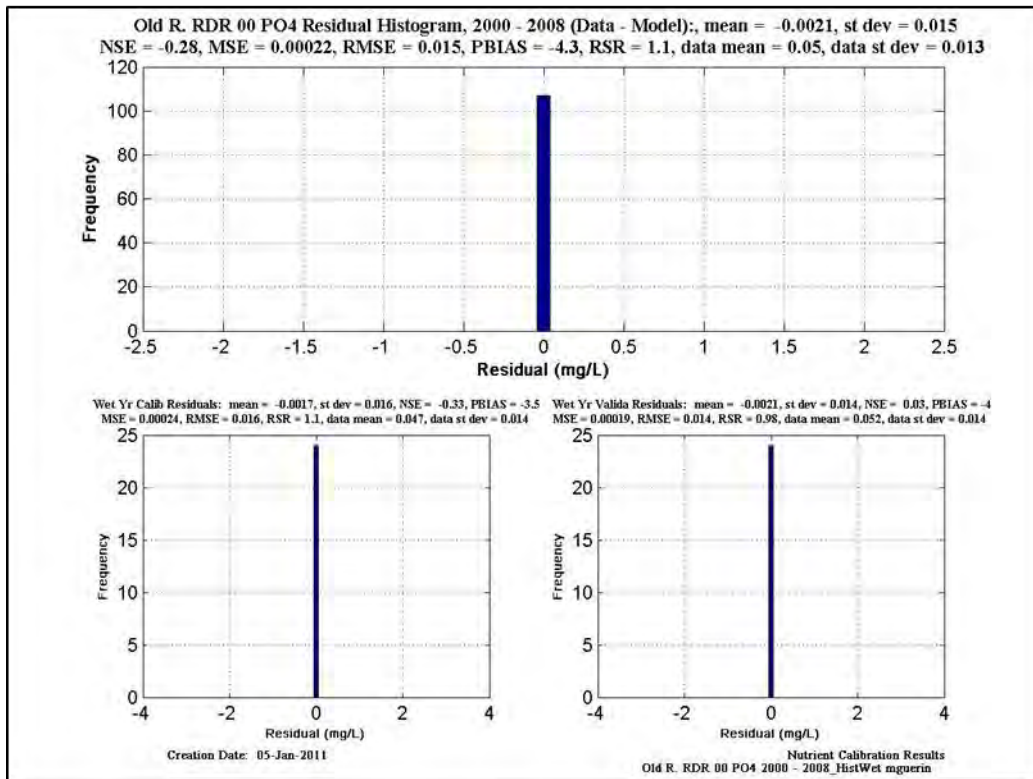 Old R. RDR 00 PO4 Residual Histogram, 2000 - 2008 (Data - Model):, mean = -0.0021, st dev = 0.015
NSE = -0.28, MSE = 0.00022, RMSE = 0.015, PBIAS = -4.3, RSR = 1.1, data mean = 0.05, data st dev = 0.013
120
100
80
60
40
20
0
Frequency
-2.5 -2 -1.5 -1 -0.5 0 0.5 1 1.5 2 2.5
Residual (mg/L)
Wet Yr Calib Residuals: mean = -0.0017, st dev = 0.016, NSE = -0.33, PBIAS = -3.5
MSE = 0.00024, RMSE = 0.016, RSR = 1.1, data mean = 0.047, data st dev = 0.014
25
20
15
10
5
0
Frequency
-4 -2 0 2 4
Residual (mg/L)
Wet Yr Valida Residuals: mean = -0.0021, st dev = 0.014, NSE = 0.03, PBIAS = -4
MSE = 0.00019, RMSE = 0.014, RSR = 0.98, data mean = 0.052, data st dev = 0.014
25
20
15
10
5
0
Frequency
-4 -2 0 2 4
Residual (mg/L)
Creation Date: 05-Jan-2011
Nutrient Calibration Results
Old R. RDR 00 PO4 2000 - 2008_HistWet mguerin